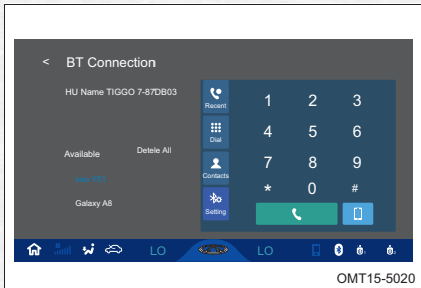 < BT Connection
HU Name TIGGO 7-87DB03
Available
Detele All
Galaxy A8
Recent
Dial
Contacts
Setting
1 2 3
4 5 6
7 8 9
* 0 #
LO LO
OMT15-5020